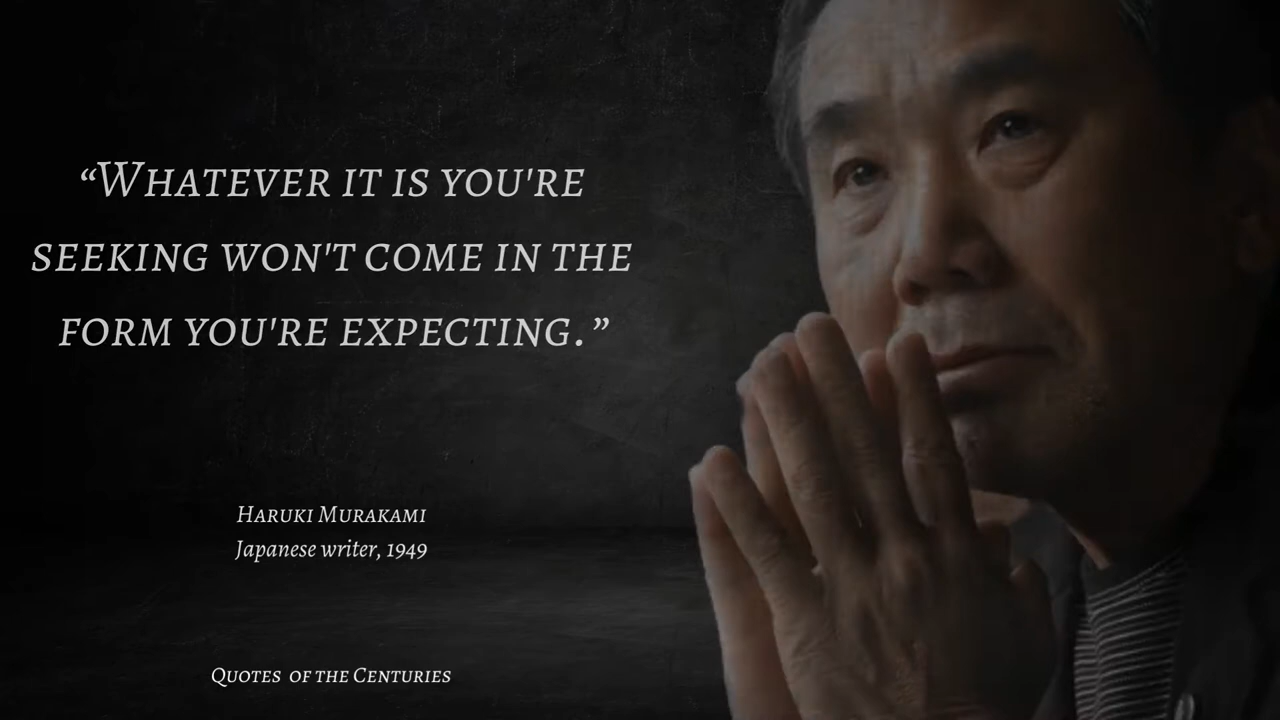 “Whatever it is you're
seeking won't come in the
form you're expecting.”
Haruki Murakami
Japanese writer, 1949
Quotes of the Centuries